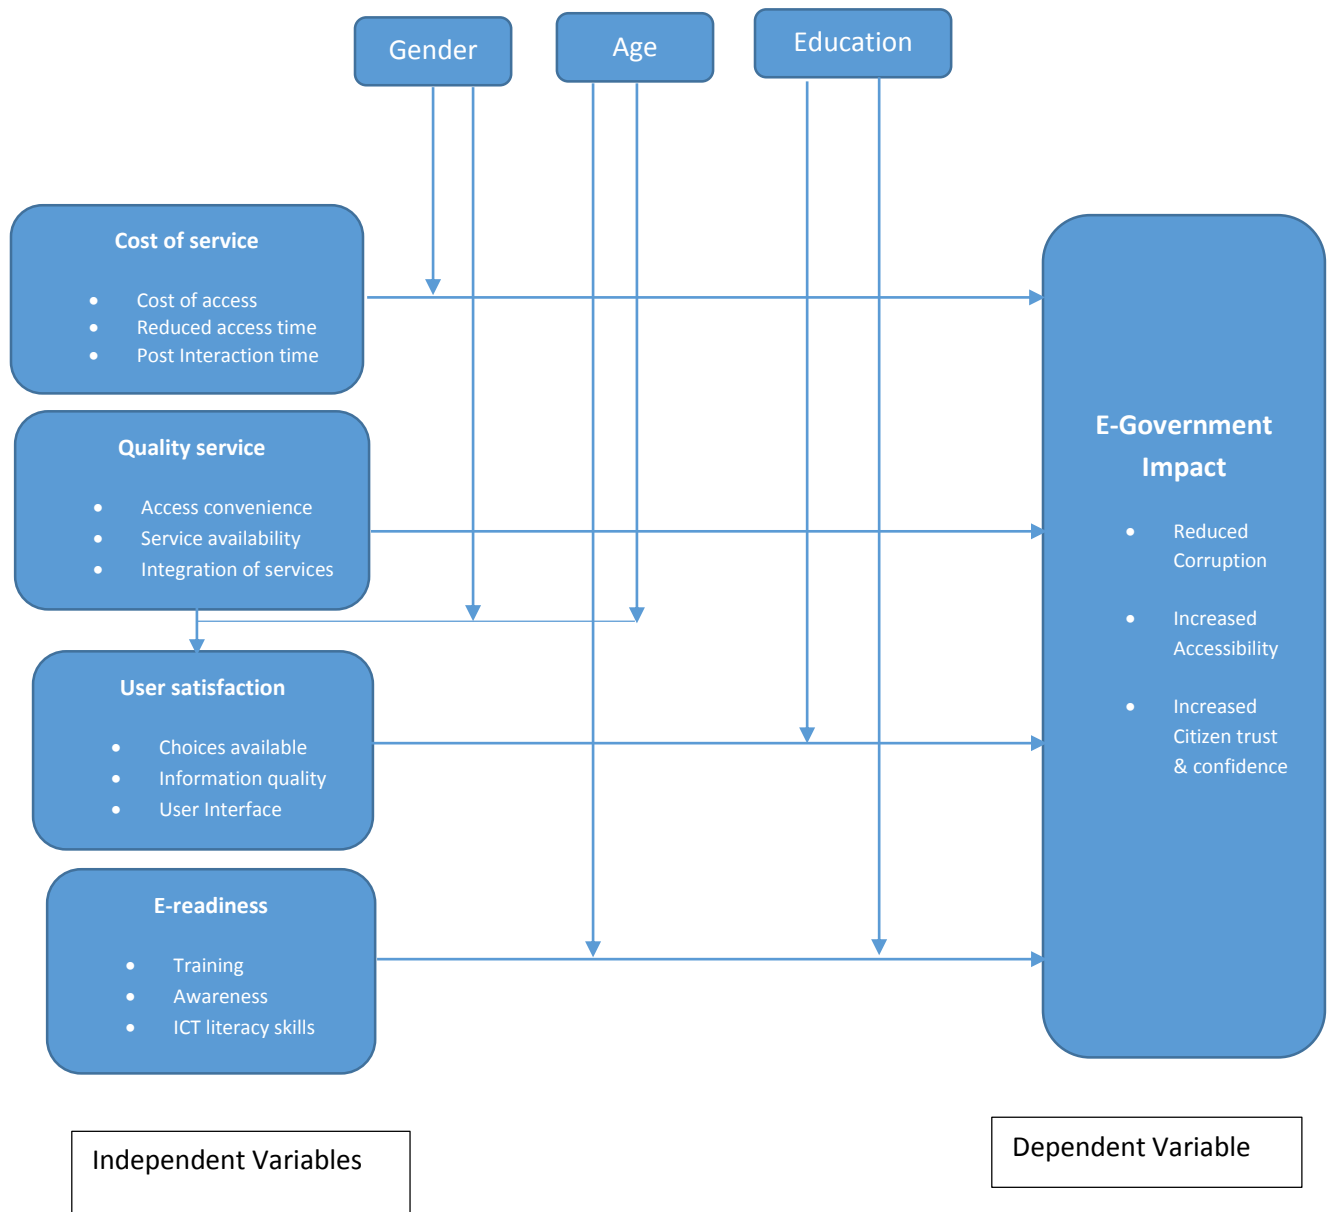 Gender
Age
Education
Cost of service
• Cost of access
• Reduced access time
• Post Interaction time
Quality service
• Access convenience
• Service availability
• Integration of services
User satisfaction
• Choices available
• Information quality
• User Interface
E-readiness
• Training
• Awareness
• ICT literacy skills
E-Government
Impact
• Reduced
Corruption
• Increased
Accessibility
• Increased
Citizen trust
& confidence
Independent Variables
Dependent Variable